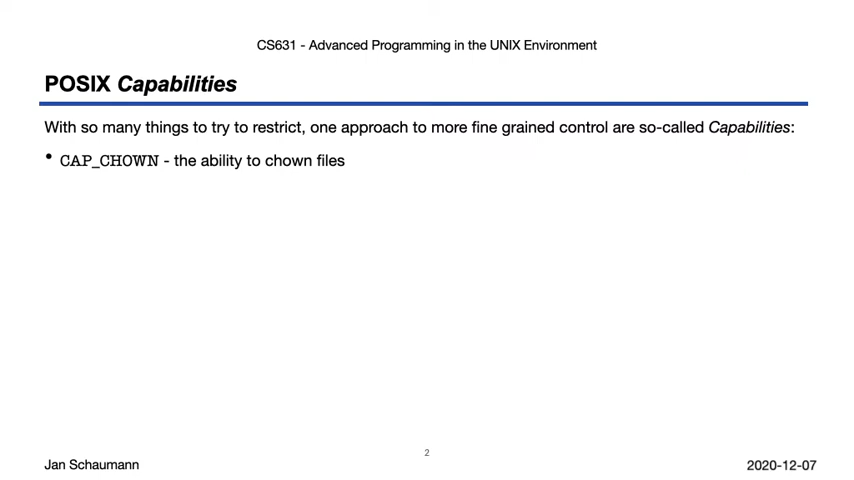 CS631 - Advanced Programming in the UNIX Environment
POSIX Capabilities
With so many things to try to restrict, one approach to more fine grained control are so-called Capabilities:
• CAP_CHOWN - the ability to chown files
2
Jan Schaumann
2020-12-07